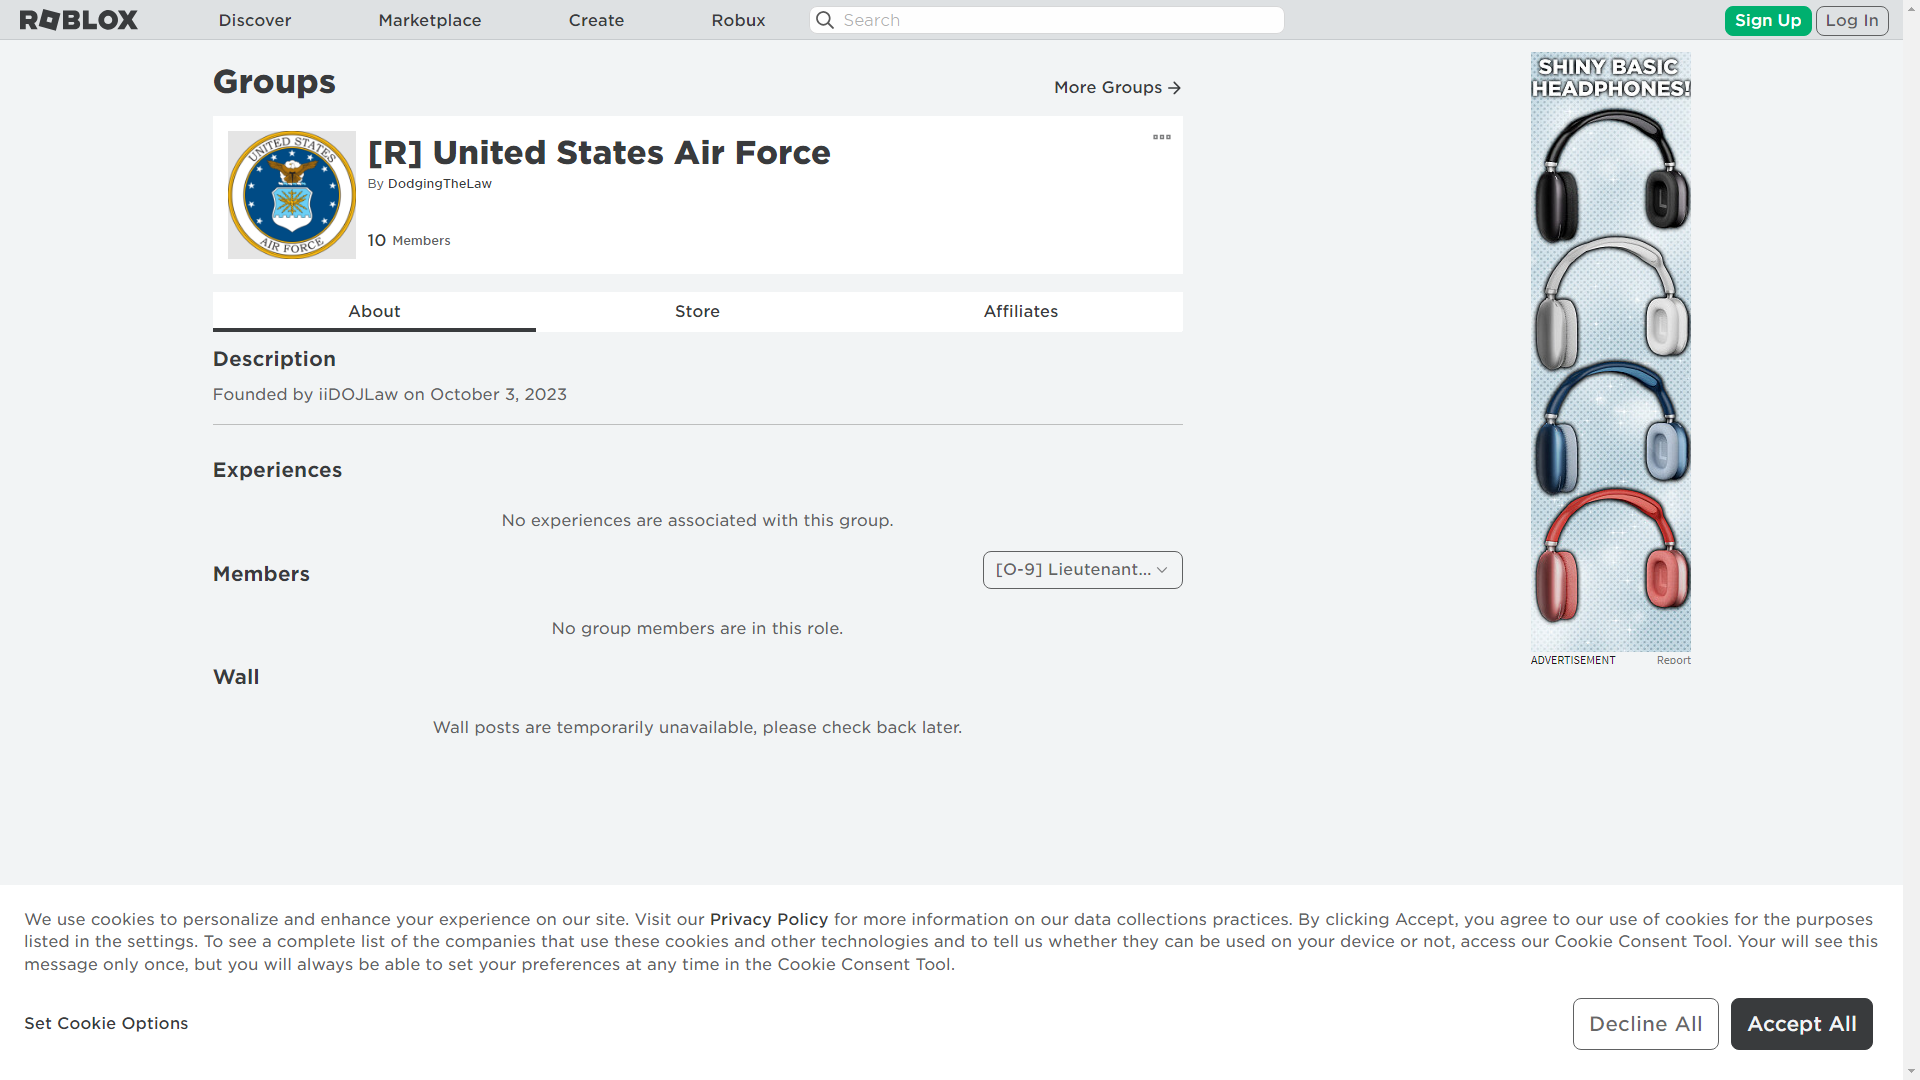 ROBLOX Discover Marketplace Create Robux Search Sign Up Log In
Groups
More Groups
[R] United States Air Force
By DodgingTheLaw
10 Members
UNITED STATES
AIR FORCE
About Store Affiliates
Description
Founded by iiDOJLaw on October 3, 2023
Experiences
No experiences are associated with this group.
Members
[O-9] Lieutenant...
No group members are in this role.
Wall
Wall posts are temporarily unavailable, please check back later.
SHINY BASIC
HEADPHONES!
ADVERTISEMENT Report
We use cookies to personalize and enhance your experience on our site. Visit our Privacy Policy for more information on our data collections practices. By clicking Accept, you agree to our use of cookies for the purposes
listed in the settings. To see a complete list of the companies that use these cookies and other technologies and to tell us whether they can be used on your device or not, access our Cookie Consent Tool. Your will see this
message only once, but you will always be able to set your preferences at any time in the Cookie Consent Tool.
Set Cookie Options
Decline All
Accept All